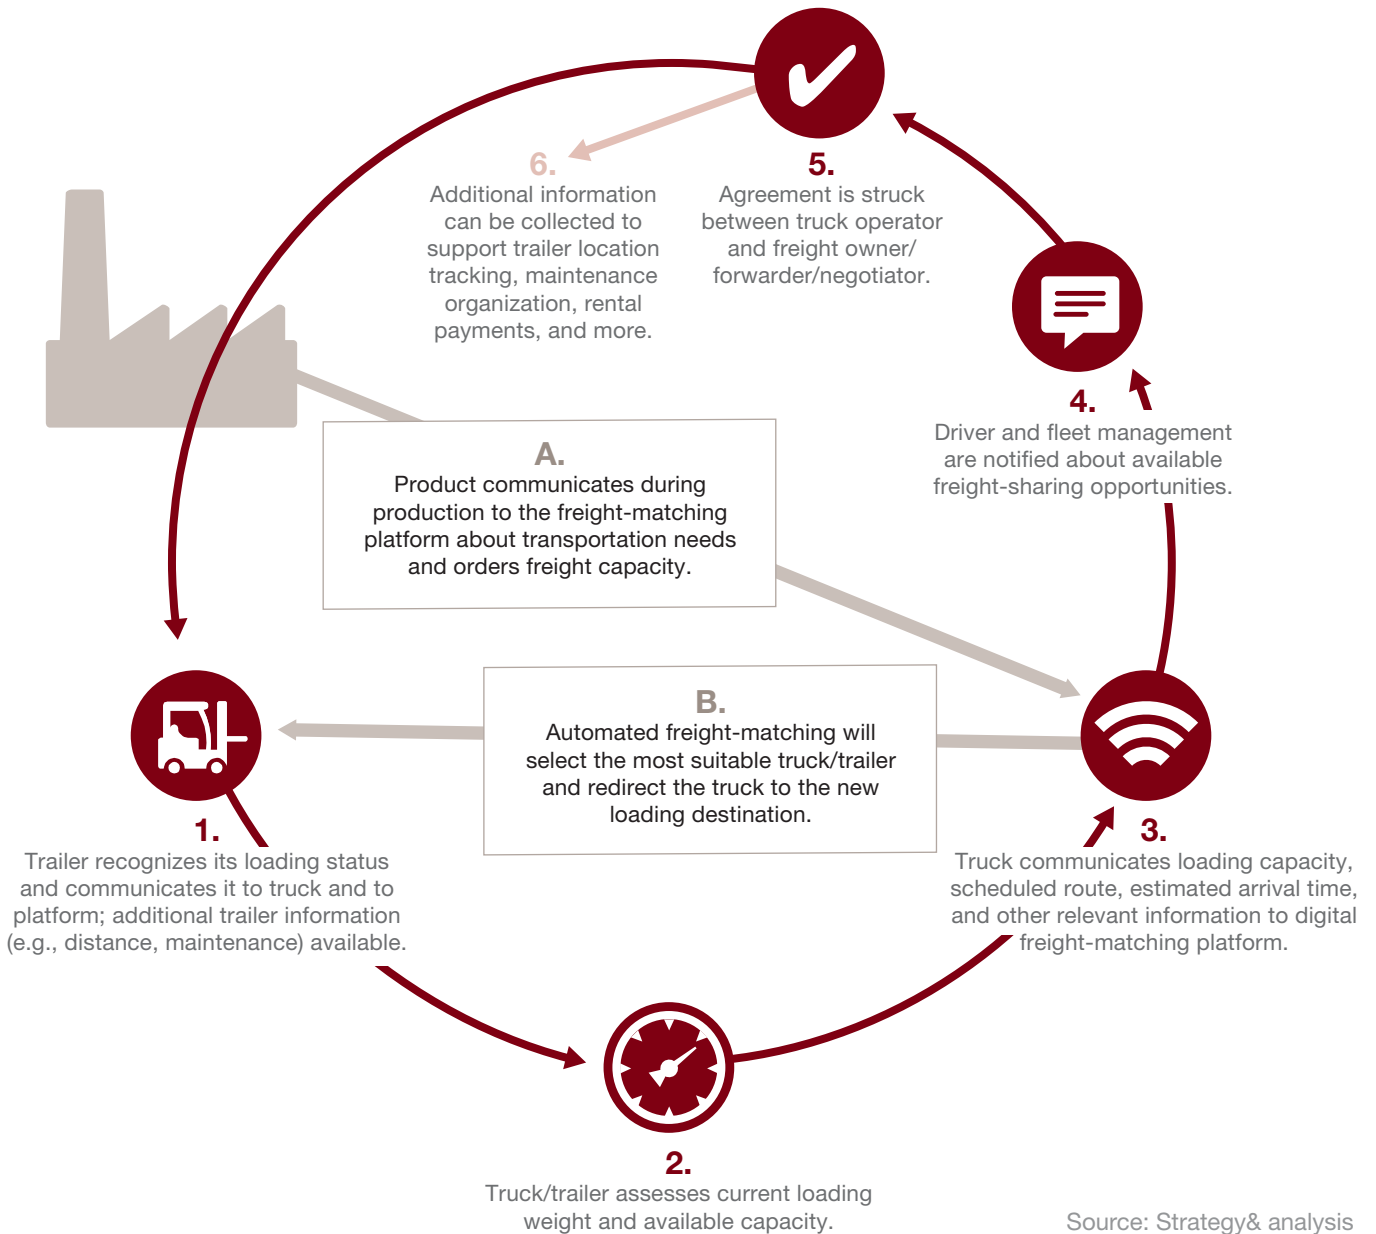 5.
Agreement is struck
between truck operator
and freight owner/
forwarder/negotiator.
6.
Additional information
can be collected to
support trailer location
tracking, maintenance
organization, rental
payments, and more.
4.
Driver and fleet management
are notified about available
freight-sharing opportunities.
A.
Product communicates during
production to the freight-matching
platform about transportation needs
and orders freight capacity.
B.
Automated freight-matching will
select the most suitable truck/trailer
and redirect the truck to the new
loading destination.
1.
Trailer recognizes its loading status
and communicates it to truck and to
platform; additional trailer information
(e.g., distance, maintenance) available.
3.
Truck communicates loading capacity,
scheduled route, estimated arrival time,
and other relevant information to digital
freight-matching platform.
2.
Truck/trailer assesses current loading
weight and available capacity.
Source: Strategy& analysis